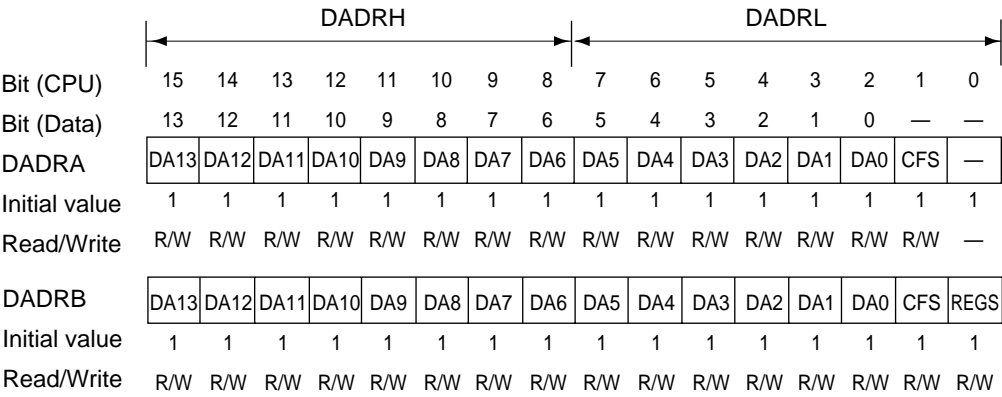 DADRH DADRL
Bit (CPU) 15 14 13 12 11 10 9 8 7 6 5 4 3 2 1 0
Bit (Data) 13 12 11 10 9 8 7 6 5 4 3 2 1 0 — —
DADRA DA13 DA12 DA11 DA10 DA9 DA8 DA7 DA6 DA5 DA4 DA3 DA2 DA1 DA0 CFS —
Initial value 1 1 1 1 1 1 1 1 1 1 1 1 1 1 1 1
Read/Write R/W R/W R/W R/W R/W R/W R/W R/W R/W R/W R/W R/W R/W R/W R/W —
DADRB DA13 DA12 DA11 DA10 DA9 DA8 DA7 DA6 DA5 DA4 DA3 DA2 DA1 DA0 CFS REGS
Initial value 1 1 1 1 1 1 1 1 1 1 1 1 1 1 1 1
Read/Write R/W R/W R/W R/W R/W R/W R/W R/W R/W R/W R/W R/W R/W R/W R/W R/W